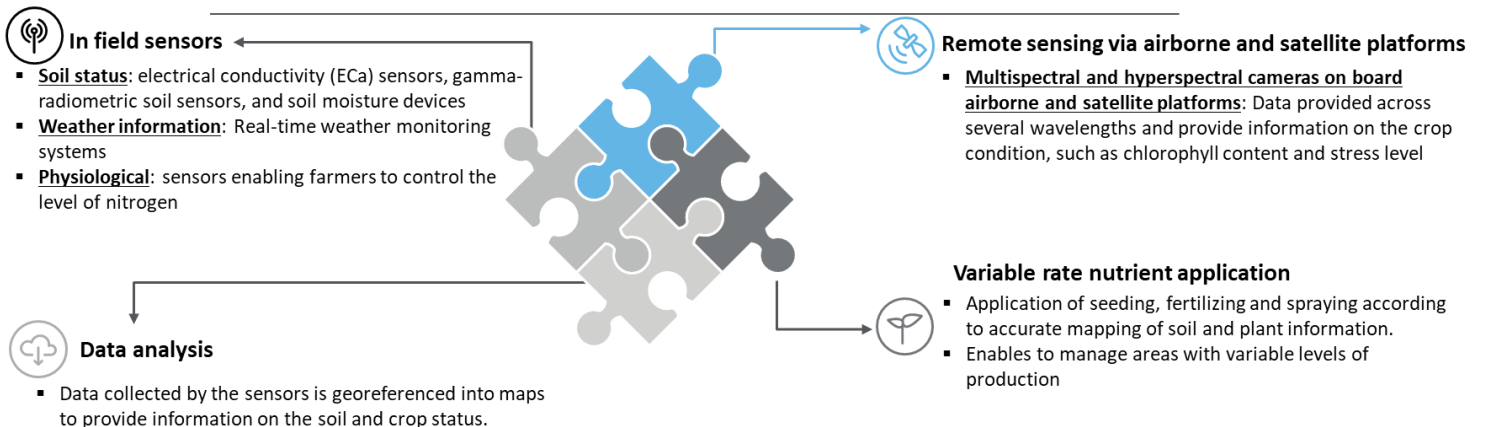 In field sensors
▪ Soil status: electrical conductivity (ECa) sensors, gamma-
radiometric soil sensors, and soil moisture devices
▪ Weather information: Real-time weather monitoring
systems
▪ Physiological: sensors enabling farmers to control the
level of nitrogen
Remote sensing via airborne and satellite platforms
▪ Multispectral and hyperspectral cameras on board
airborne and satellite platforms: Data provided across
several wavelengths and provide information on the crop
condition, such as chlorophyll content and stress level
Data analysis
▪ Data collected by the sensors is georeferenced into maps
to provide information on the soil and crop status.
Variable rate nutrient application
▪ Application of seeding, fertilizing and spraying according
to accurate mapping of soil and plant information.
▪ Enables to manage areas with variable levels of
production